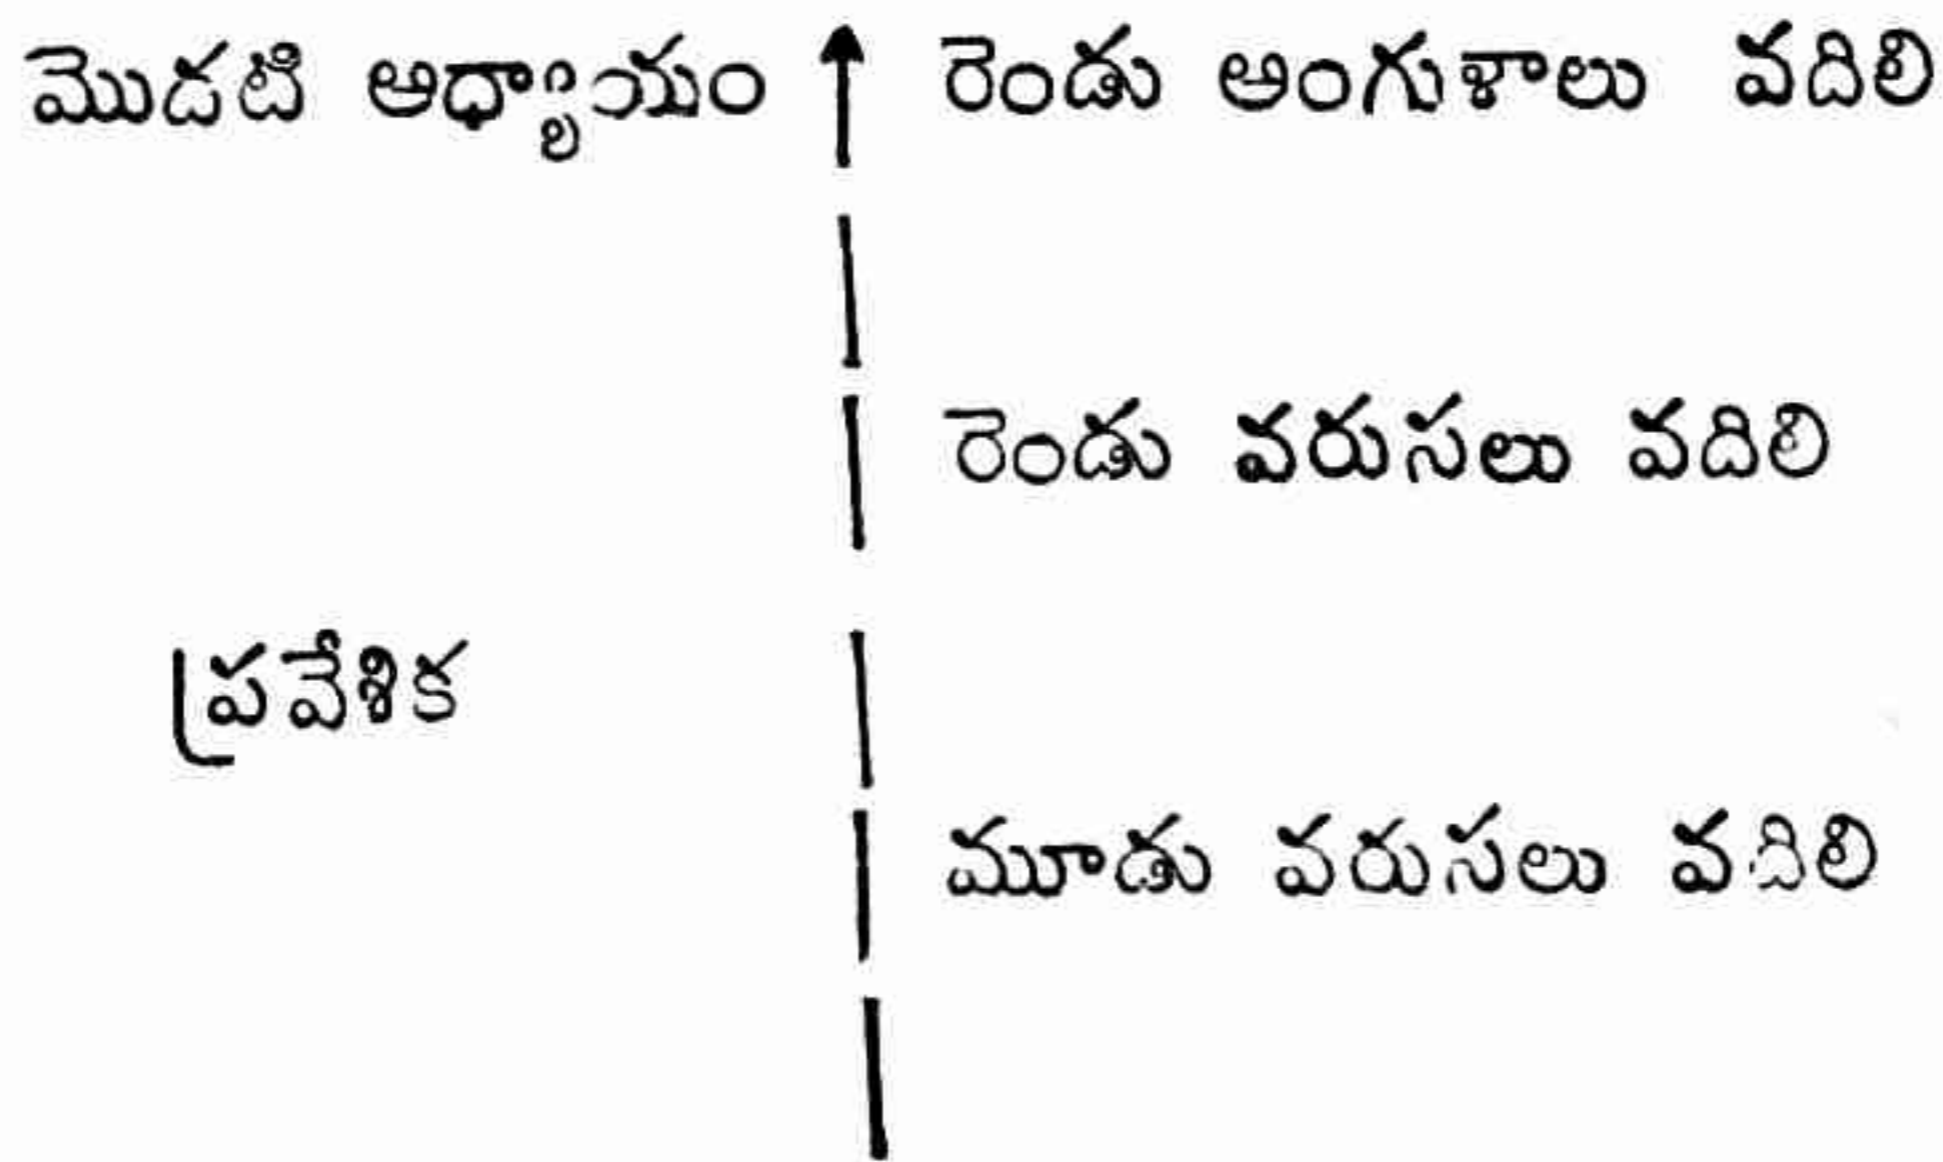 మొదటి అధ్యాయం రెండు అంగుళాలు వదిలి
రెండు వరుసలు వదిలి
ప్రవేశిక
మూడు వరుసలు వదిలి